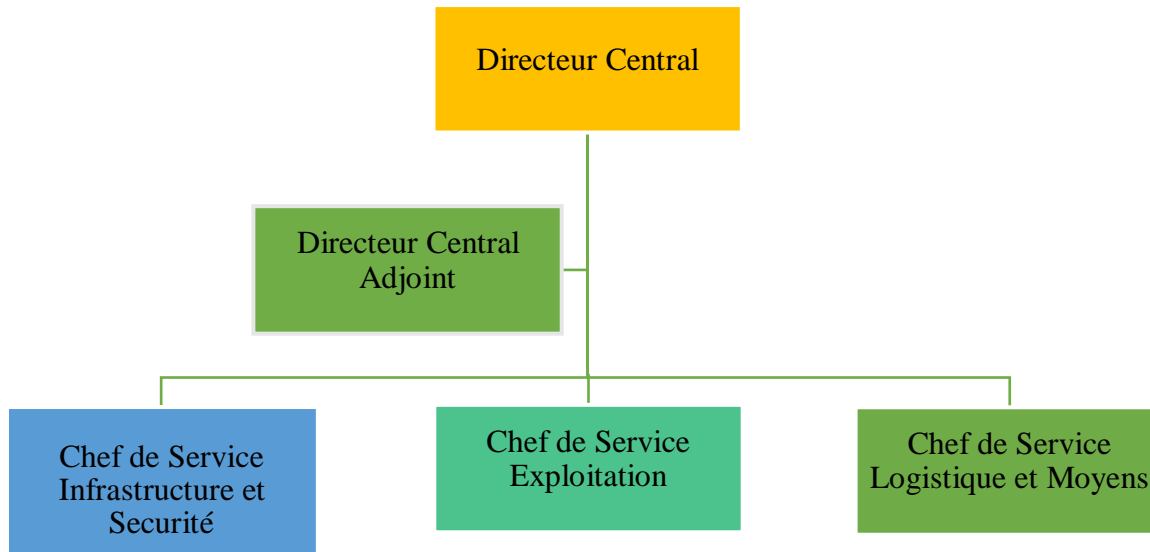 Directeur Central
Directeur Central
Adjoint
Chef de Service
Infrastructure et
Securité
Chef de Service
Exploitation
Chef de Service
Logistique et Moyens